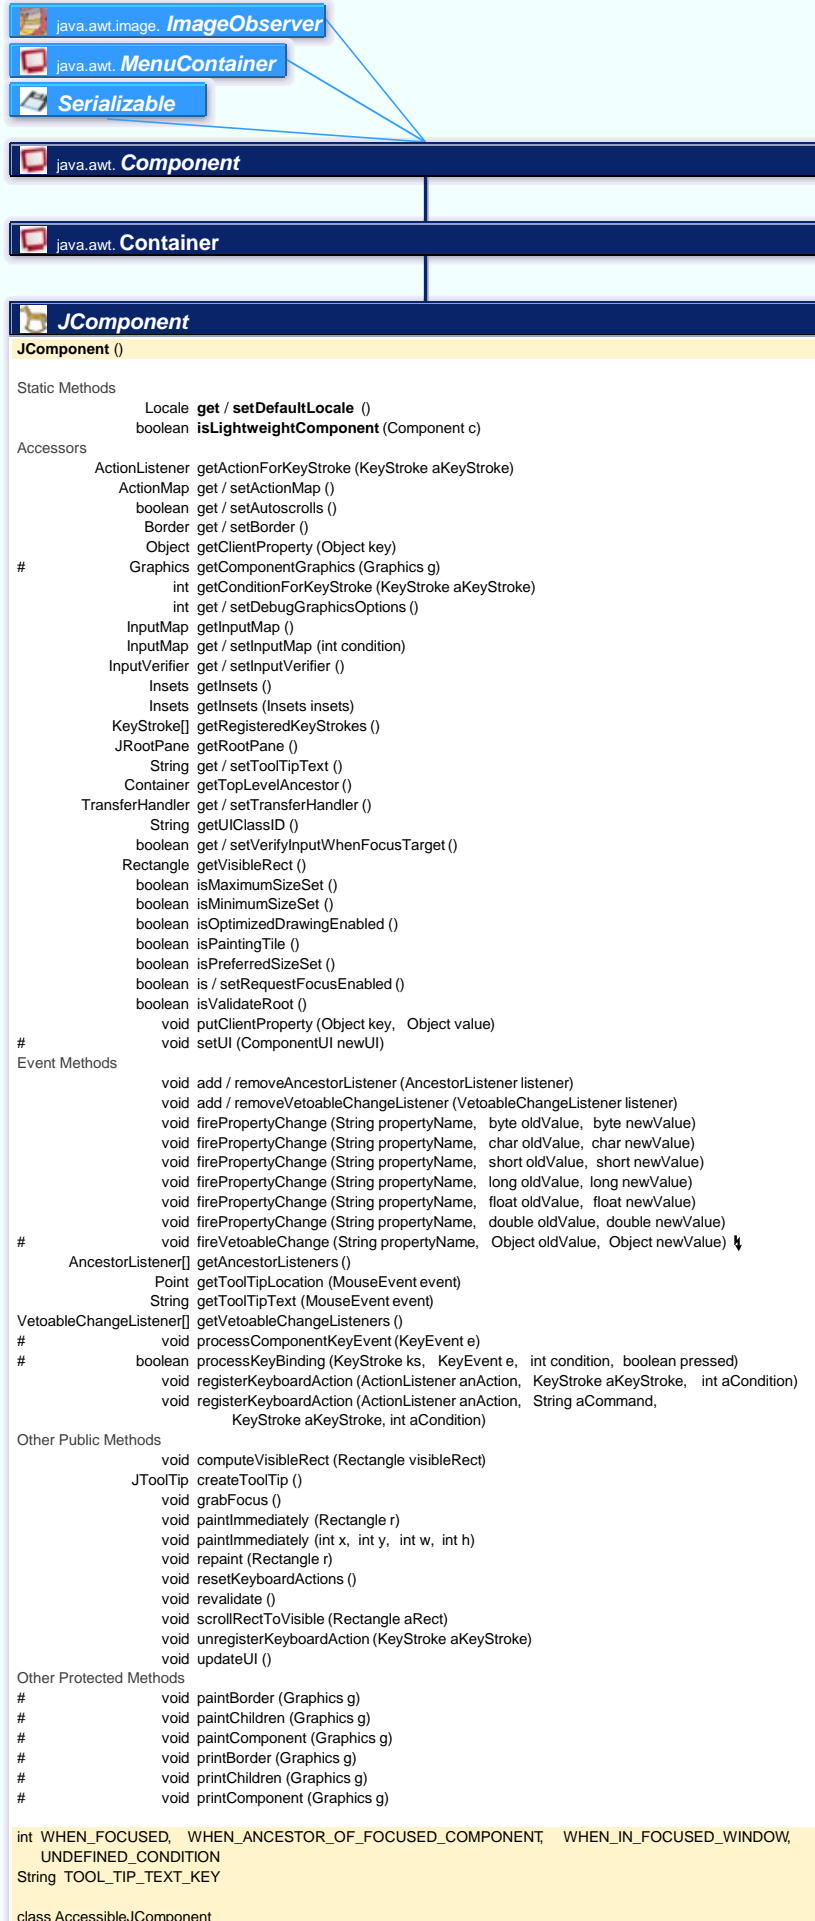 java.awt.image. ImageObserver
java.awt. MenuContainer
Serializable
java.awt. Component
java.awt. Container
JComponent
JComponent ()
Static Methods
Locale get / setDefaultLocale ()
boolean isLightweightComponent (Component c)
Accessors
ActionListener getActionForKeyStroke (KeyStroke aKeyStroke)
ActionMap get / setActionMap ()
boolean get / setAutoscrolls ()
Border get / setBorder ()
Object getClientProperty (Object key)
# Graphics getComponentGraphics (Graphics g)
int getConditionForKeyStroke (KeyStroke aKeyStroke)
int get / setDebugGraphicsOptions ()
InputMap getInputMap ()
InputMap get / setInputMap (int condition)
InputVerifier get / setInputVerifier ()
Insets getInsets ()
Insets getInsets (Insets insets)
KeyStroke[] getRegisteredKeyStrokes ()
JRootPane getRootPane ()
String get / setToolTipText ()
Container getTopLevelAncestor ()
TransferHandler get / setTransferHandler ()
String getUIClassID ()
boolean get / setVerifyInputWhenFocusTarget ()
Rectangle getVisibleRect ()
boolean isMaximumSizeSet ()
boolean isMinimumSizeSet ()
boolean isOptimizedDrawingEnabled ()
boolean isPaintingTile ()
boolean isPreferredSizeSet ()
boolean is / setRequestFocusEnabled ()
boolean isValidateRoot ()
void putClientProperty (Object key, Object value)
# void setUI (ComponentUI newUI)
Event Methods
void add / removeAncestorListener (AncestorListener listener)
void add / removeVetoableChangeListener (VetoableChangeListener listener)
void firePropertyChange (String propertyName, byte oldValue, byte newValue)
void firePropertyChange (String propertyName, char oldValue, char newValue)
void firePropertyChange (String propertyName, short oldValue, short newValue)
void firePropertyChange (String propertyName, long oldValue, long newValue)
void firePropertyChange (String propertyName, float oldValue, float newValue)
void firePropertyChange (String propertyName, double oldValue, double newValue)
# void fireVetoableChange (String propertyName, Object oldValue, Object newValue)
AncestorListener[] getAncestorListeners ()
Point getToolTipLocation (MouseEvent event)
String getToolTipText (MouseEvent event)
VetoableChangeListener[] getVetoableChangeListeners ()
# void processComponentKeyEvent (KeyEvent e)
# boolean processKeyBinding (KeyStroke ks, KeyEvent e, int condition, boolean pressed)
void registerKeyboardAction (ActionListener anAction, KeyStroke aKeyStroke, int aCondition)
void registerKeyboardAction (ActionListener anAction, String aCommand,
KeyStroke aKeyStroke, int aCondition)
Other Public Methods
void computeVisibleRect (Rectangle visibleRect)
JToolTip createToolTip ()
void grabFocus ()
void paintImmediately (Rectangle r)
void paintImmediately (int x, int y, int w, int h)
void repaint (Rectangle r)
void resetKeyboardActions ()
void revalidate ()
void scrollRectToVisible (Rectangle aRect)
void unregisterKeyboardAction (KeyStroke aKeyStroke)
void updateUI ()
Other Protected Methods
# void paintBorder (Graphics g)
# void paintChildren (Graphics g)
# void paintComponent (Graphics g)
# void printBorder (Graphics g)
# void printChildren (Graphics g)
# void printComponent (Graphics g)
int WHEN_FOCUSED, WHEN_ANCESTOR_OF_FOCUSED_COMPONENT, WHEN_IN_FOCUSED_WINDOW,
UNDEFINED_CONDITION
String TOOL_TIP_TEXT_KEY
class AccessibleJComponent